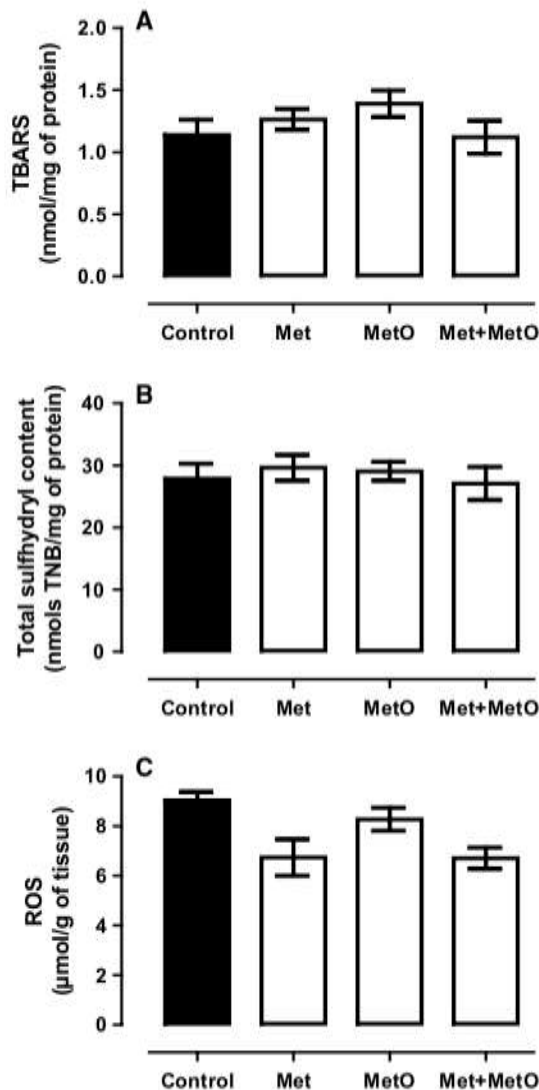 A
TBARS
(nmol/mg of protein)
2.0
1.5
1.0
0.5
0.0
Control Met MetO Met+MetO
B
Total sulfhydryl content
(nmols TNB/mg of protein)
40
30
20
10
0
Control Met MetO Met+MetO
C
ROS
(µmol/g of tissue)
10
8
6
4
2
0
Control Met MetO Met+MetO